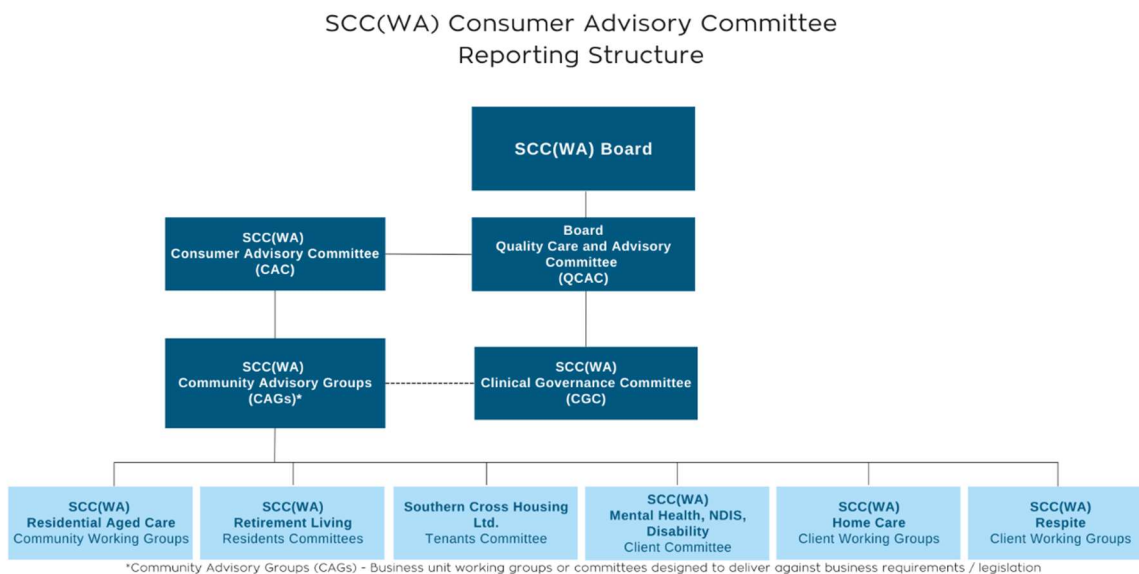 SCC(WA) Consumer Advisory Committee
Reporting Structure
SCC(WA) Board
SCC(WA)
Consumer Advisory Committee
(CAC)
Board
Quality Care and Advisory
Committee
(QCAC)
SCC(WA)
Community Advisory Groups
(CAGs)*
SCC(WA)
Clinical Governance Committee
(CGC)
SCC(WA)
Residential Aged Care
Community Working Groups
SCC(WA)
Retirement Living
Residents Committees
Southern Cross Housing
Ltd.
Tenants Committee
SCC(WA)
Mental Health, NDIS,
Disability
Client Committee
SCC(WA)
Home Care
Client Working Groups
SCC(WA)
Respite
Client Working Groups
*Community Advisory Groups (CAGs) - Business unit working groups or committees designed to deliver against business requirements / legislation